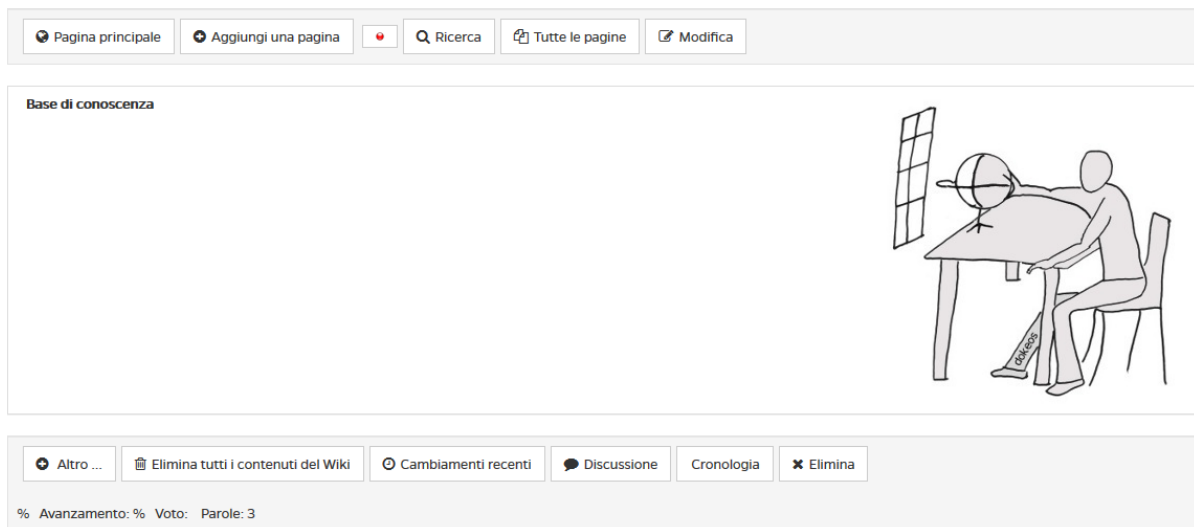 Pagina principale Aggiungi una pagina Ricerca Tutte le pagine Modifica
Base di conoscenza
dokeos
Altro ... Elimina tutti i contenuti del Wiki Cambiamenti recenti Discussione Cronologia Elimina
% Avanzamento: % Voto: Parole: 3